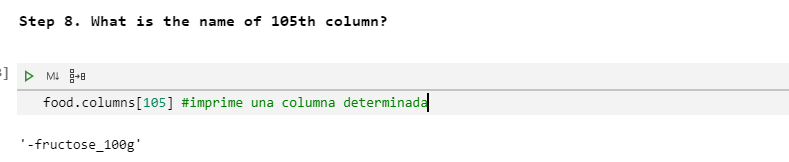 Step 8. What is the name of 105th column?
]
M↓
food.columns[105] #imprime una columna determinada
'-fructose_100g'